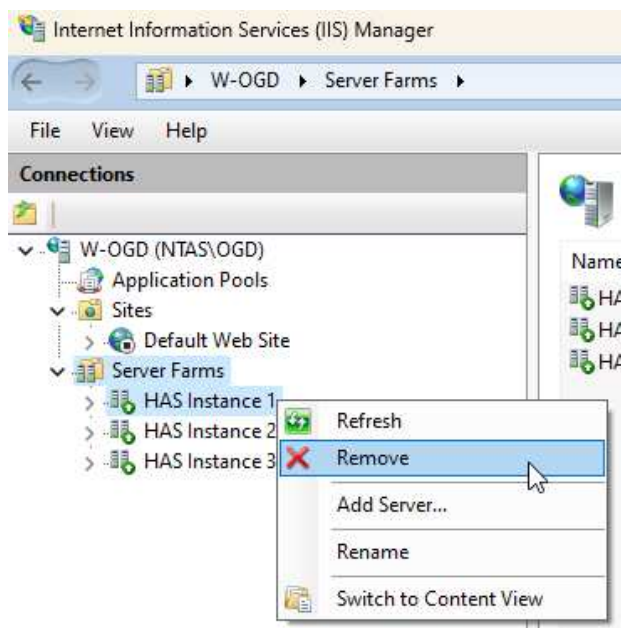 Internet Information Services (IIS) Manager
W-OGD Server Farms
File View Help
Connections
W-OGD (NTAS\OGD)
Application Pools
Sites
Default Web Site
Server Farms
HAS Instance 1
HAS Instance 2
HAS Instance 3
Refresh
Remove
Add Server...
Rename
Switch to Content View
Name
HA
HA
HA